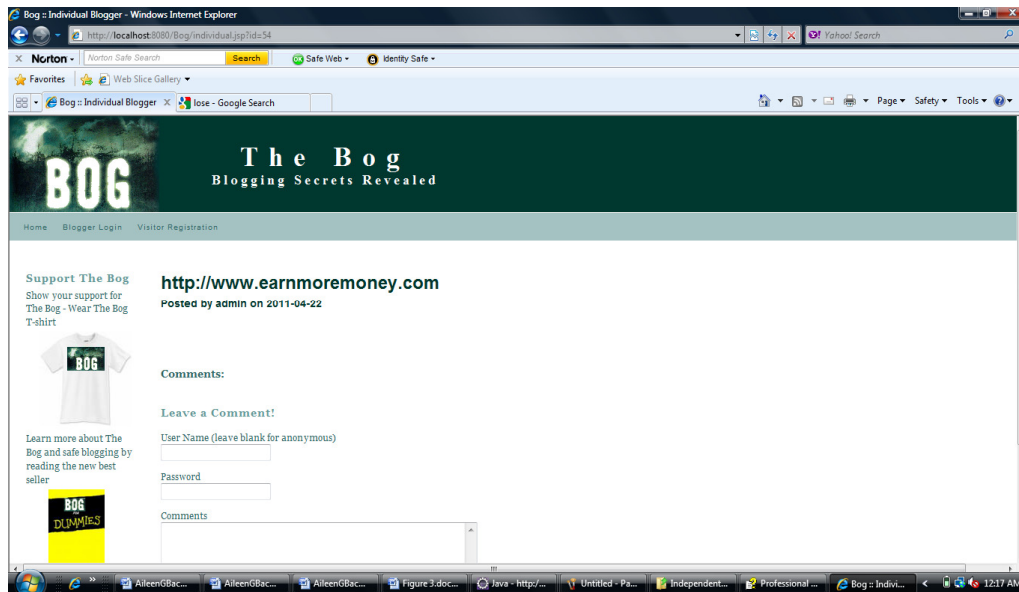 Bog :: Individual Blogger - Windows Internet Explorer
http://localhost:8080/Bog/individual.jsp?id=54
Yahoo! Search
x Norton
Norton Safe Search
Search
OK Safe Web
Identity Safe
Favorites
Web Slice Gallery
Bog :: Individual Blogger X
lose - Google Search
Page
Safety
Tools
BOG
The Bog
Blogging Secrets Revealed
Home
Blogger Login
Visitor Registration
Support The Bog
Show your support for
The Bog - Wear The Bog
T-shirt
BOG
Learn more about The
Bog and safe blogging by
reading the new best
seller
BOG
FOR
DUMMIES
http://www.earnmoremoney.com
Posted by admin on 2011-04-22
Comments:
Leave a Comment!
User Name (leave blank for anonymous)
Password
Comments
AileenGBac...
AileenGBac...
AileenGBac...
Figure 3.doc...
Java - http:/...
Untitled - Pa...
Independent...
Professional ...
Bog :: Indivi...
12:17 AM